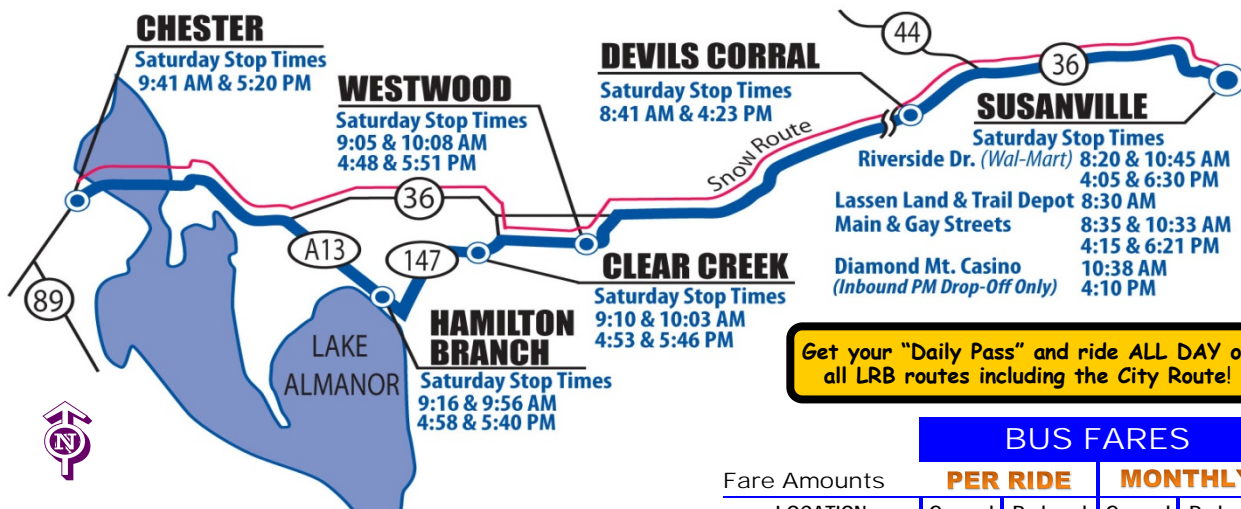 CHESTER
Saturday Stop Times
9:41 AM & 5:20 PM
WESTWOOD
Saturday Stop Times
9:05 & 10:08 AM
4:48 & 5:51 PM
DEVILS CORRAL
Saturday Stop Times
8:41 AM & 4:23 PM
44
36
SUSANVILLE
Saturday Stop Times
Riverside Dr. (Wal-Mart) 8:20 & 10:45 AM
4:05 & 6:30 PM
Lassen Land & Trail Depot 8:30 AM
Main & Gay Streets 8:35 & 10:33 AM
4:15 & 6:21 PM
Diamond Mt. Casino 10:38 AM
(Inbound PM Drop-Off Only) 4:10 PM
Snow Route
36
A13
147
89
CLEAR CREEK
Saturday Stop Times
9:10 & 10:03 AM
4:53 & 5:46 PM
HAMILTON
BRANCH
Saturday Stop Times
9:16 & 9:56 AM
4:58 & 5:40 PM
LAKE
ALMANOR
N
Get your "Daily Pass" and ride ALL DAY
all LRB routes including the City Route!
BUS FARES
Fare Amounts PER RIDE MONTHLY